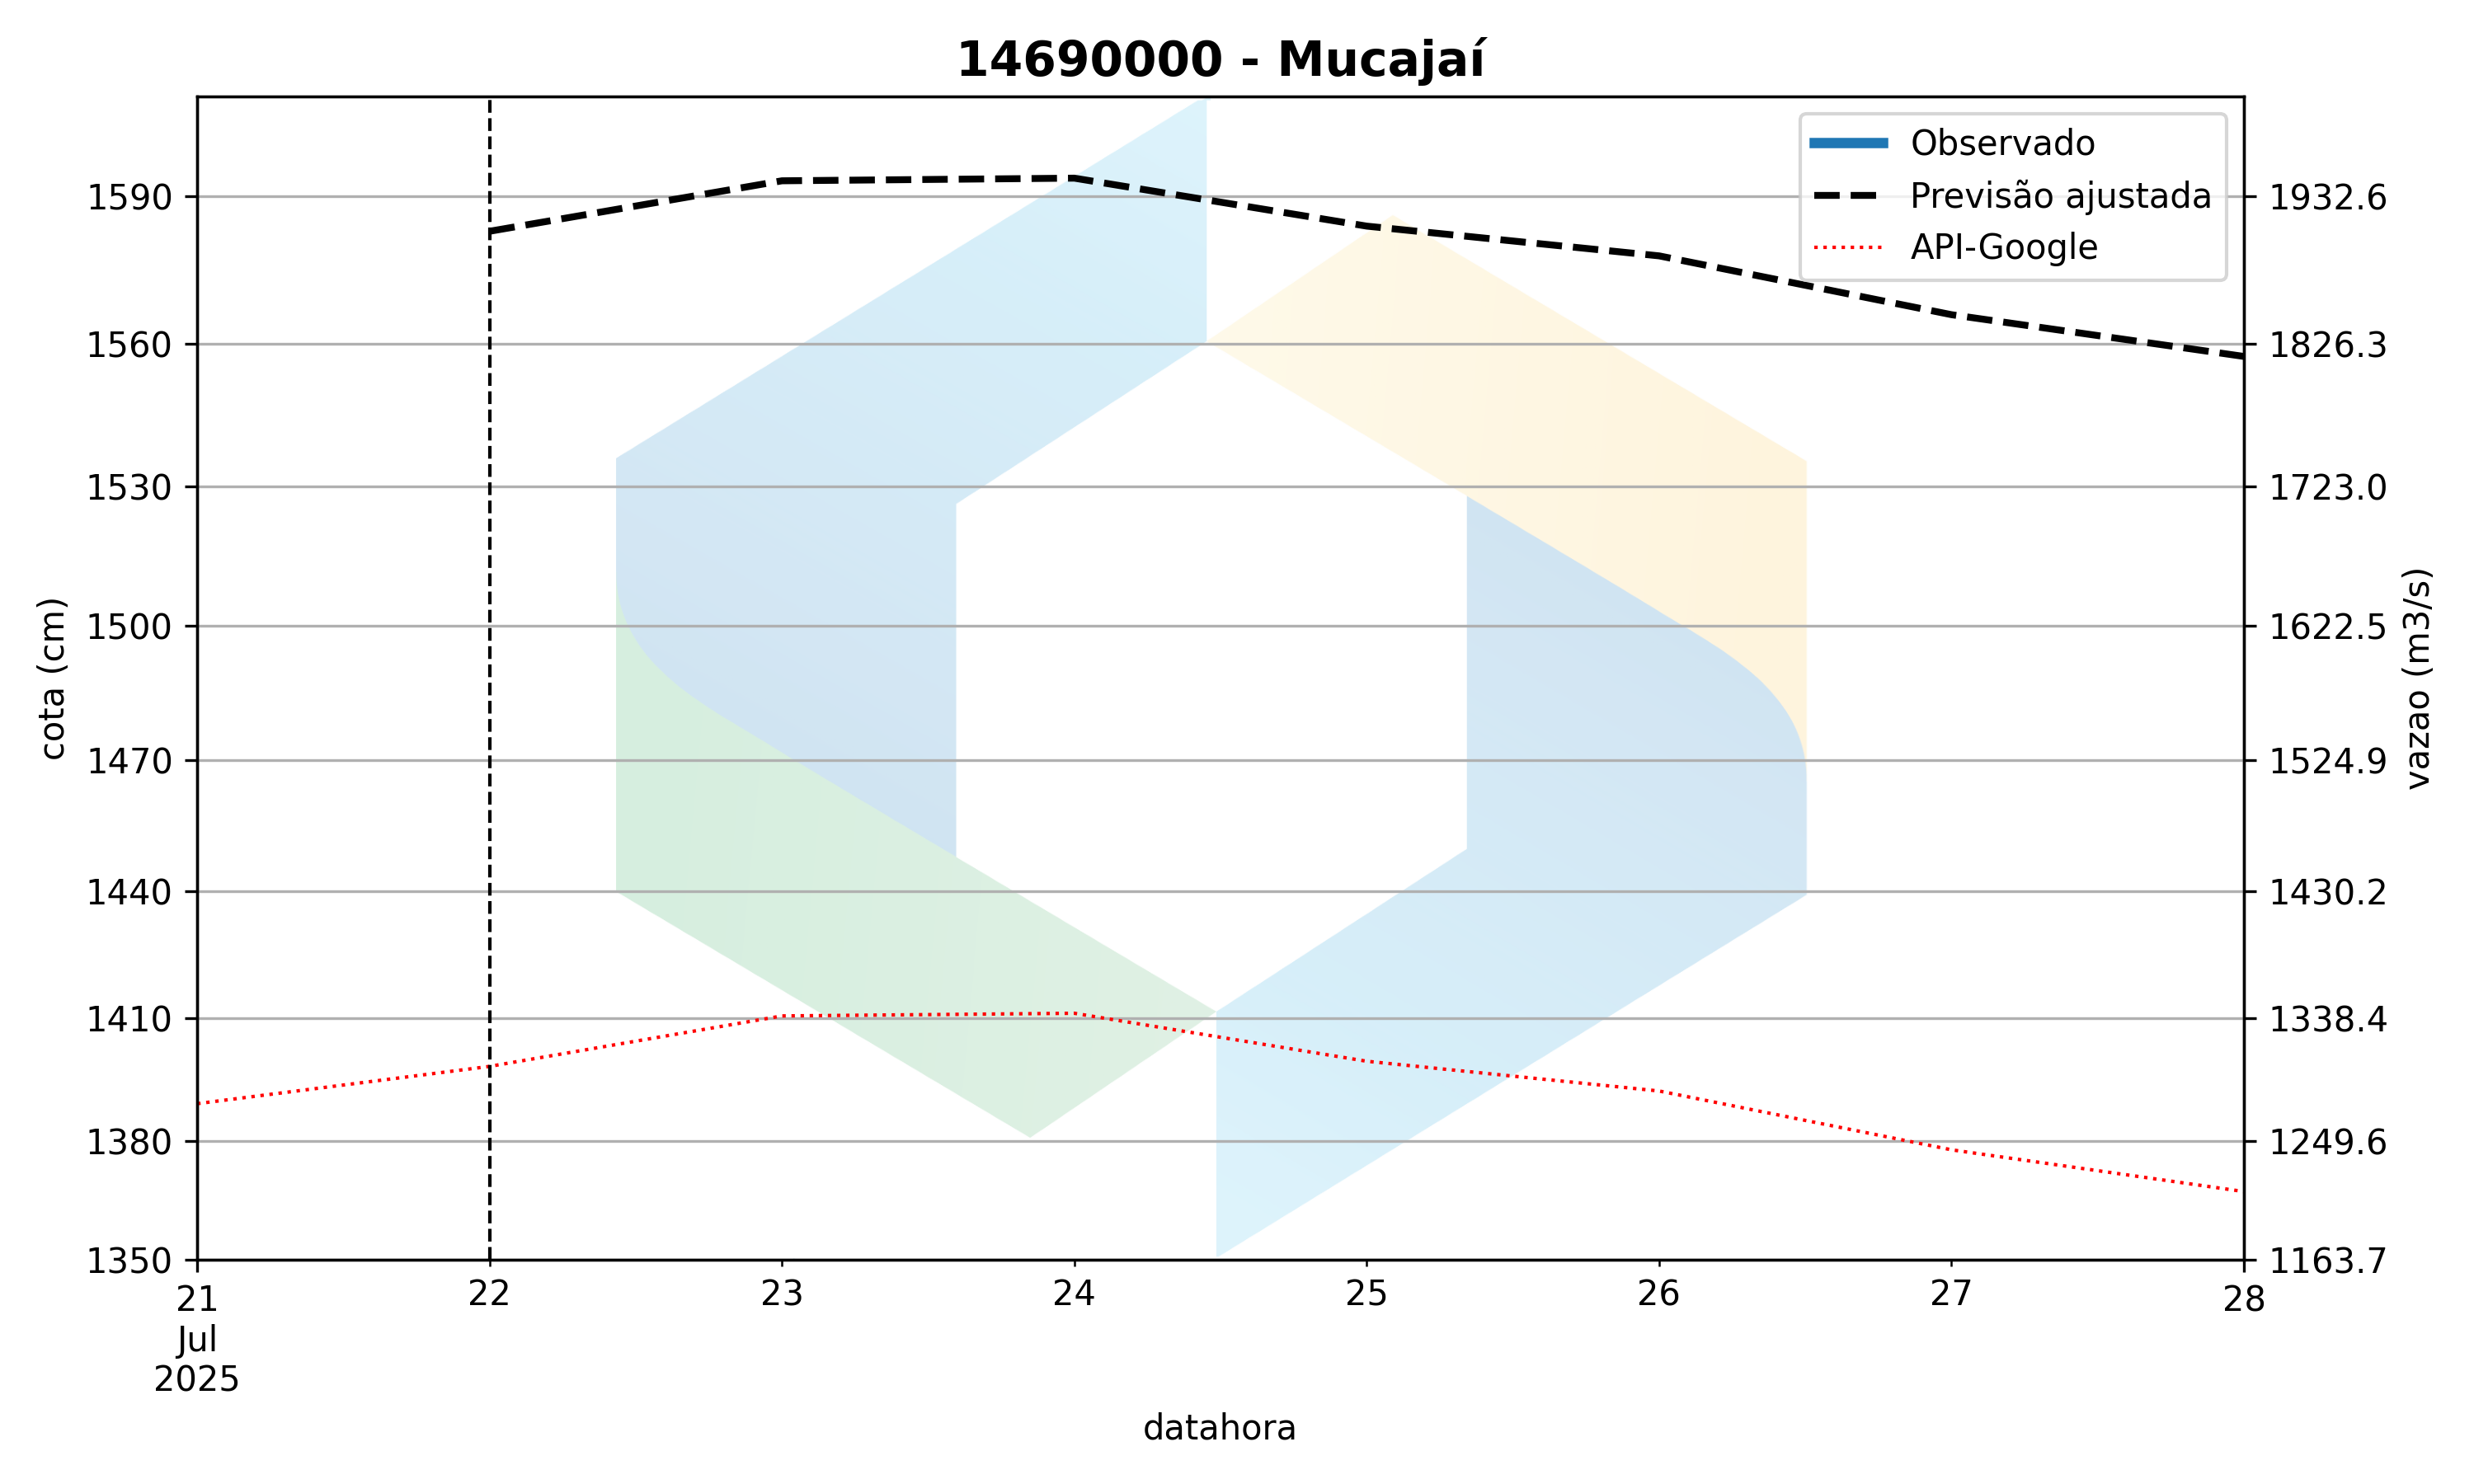 14690000 - Mucajaí
Observado
Previsão ajustada
API-Google
cota (cm)
1590
1560
1530
1500
1470
1440
1410
1380
1350
1932.6
1826.3
1723.0
1622.5
1524.9
1430.2
1338.4
1249.6
1163.7
vazao (m3/s)
21 22 23 24 25 26 27 28
Jul
2025
datahora